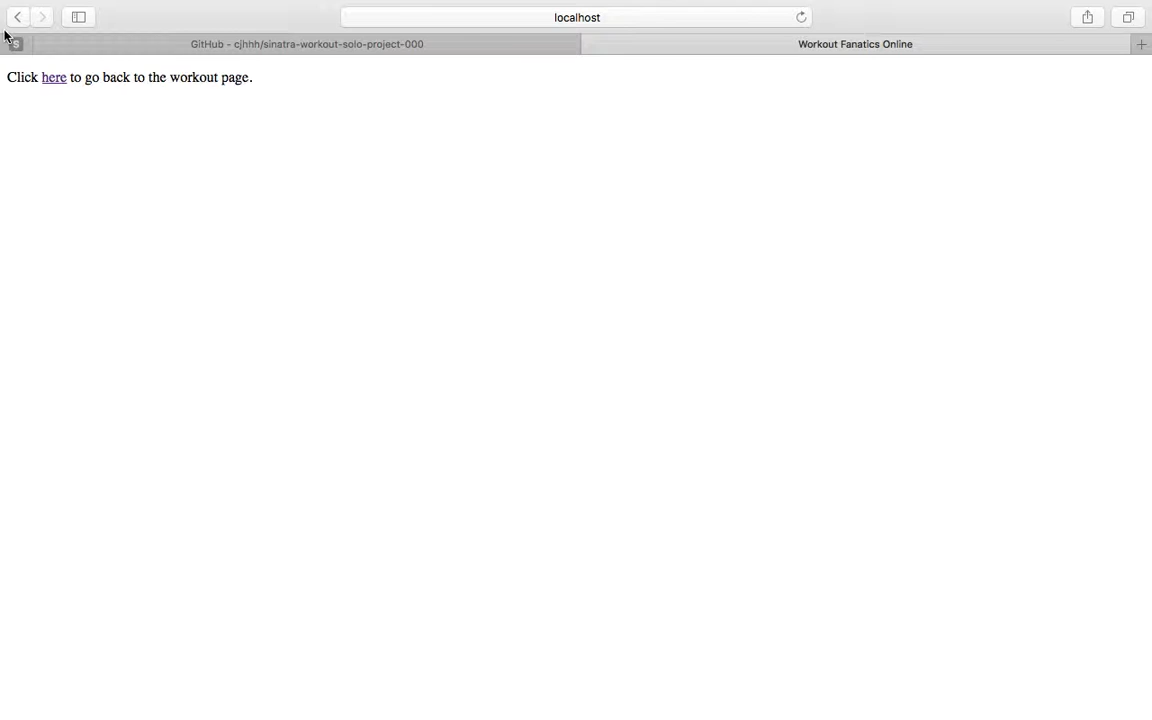 localhost
S
GitHub - cjhhh/sinatra-workout-solo-project-000
Workout Fanatics Online
Click here to go back to the workout page.